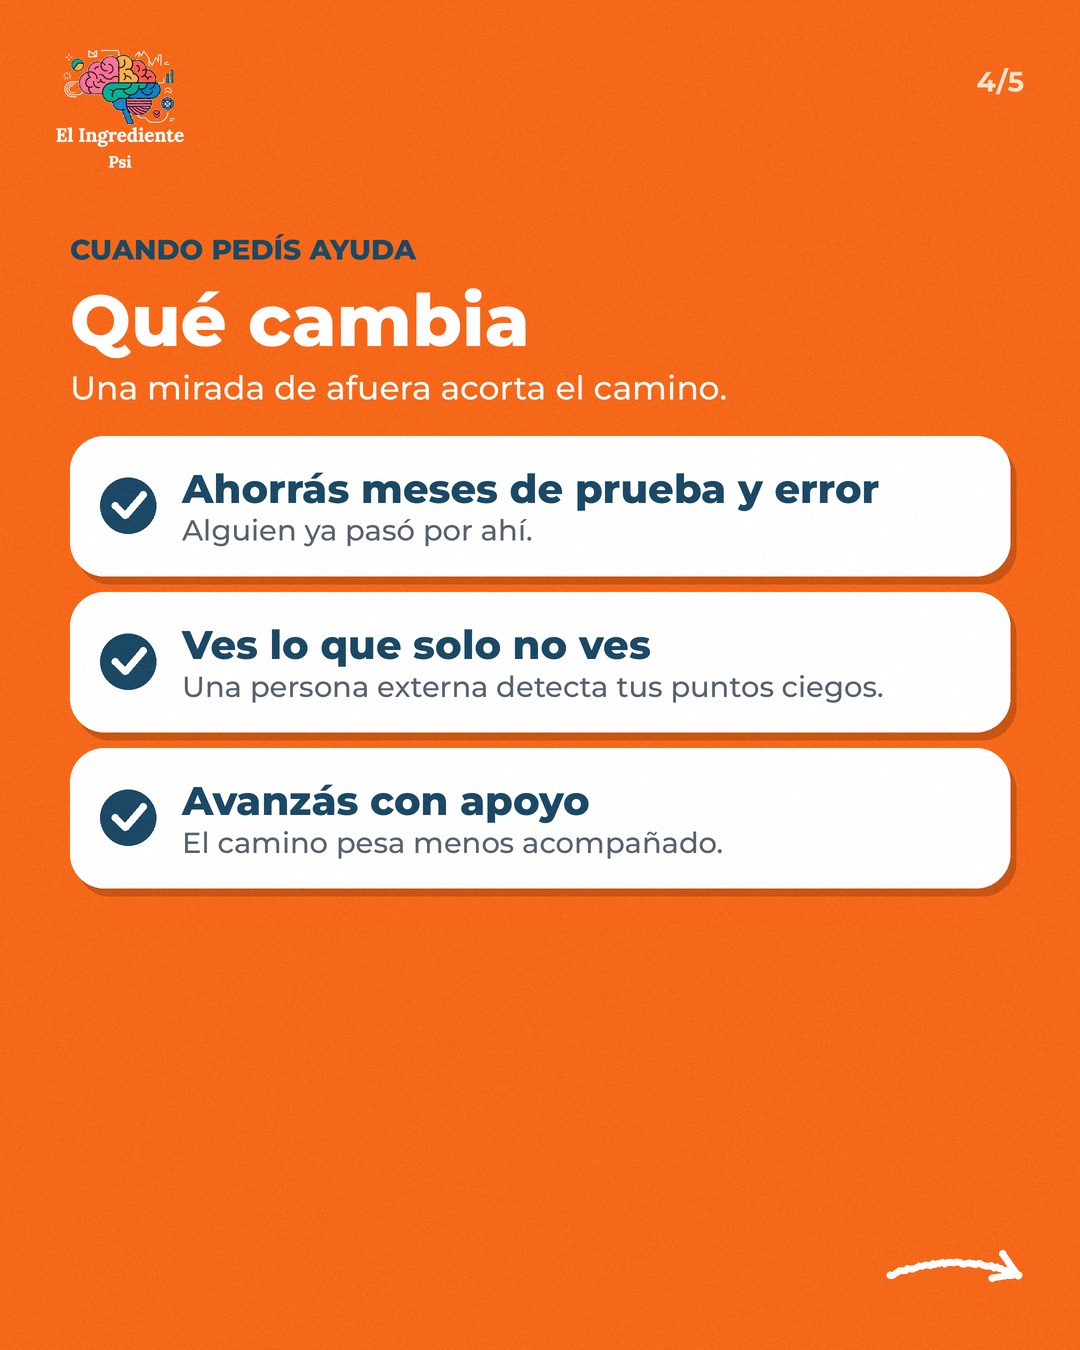 El Ingrediente
Psi
4/5
CUANDO PEDÍS AYUDA
Qué cambia
Una mirada de afuera acorta el camino.
Ahorrás meses de prueba y error
Alguien ya pasó por ahí.
Ves lo que solo no ves
Una persona externa detecta tus puntos ciegos.
Avanzás con apoyo
El camino pesa menos acompañado.